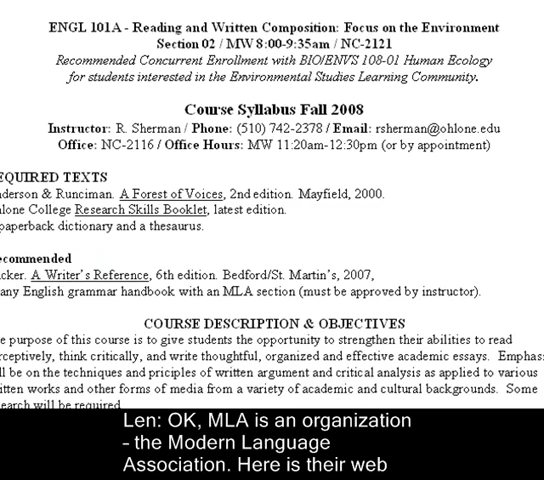 ENGL 101A - Reading and Written Composition: Focus on the Environment
Section 02 / MW 8:00-9:35am / NC-2121
Recommended Concurrent Enrollment with BIO/ENVS 108-01 Human Ecology
for students interested in the Environmental Studies Learning Community.
Course Syllabus Fall 2008
Instructor: R. Sherman / Phone: (510) 742-2378 / Email: rsherman@ohlone.edu
Office: NC-2116 / Office Hours: MW 11:20am-12:30pm (or by appointment)
EQUIRED TEXTS
nderson & Runciman. A Forest of Voices, 2nd edition. Mayfield, 2000.
hlone College Research Skills Booklet, latest edition.
paperback dictionary and a thesaurus.
ecommended
cker. A Writer's Reference, 6th edition. Bedford/St. Martin's, 2007,
any English grammar handbook with an MLA section (must be approved by instructor).
COURSE DESCRIPTION & OBJECTIVES
e purpose of this course is to give students the opportunity to strengthen their abilities to read
rceptively, think critically, and write thoughtful, organized and effective academic essays. Emphas
ll be on the techniques and priciples of written argument and critical analysis as applied to various
itten works and other forms of media from a variety of academic and cultural backgrounds. Some
search will be required
Len: OK, MLA is an organization
- the Modern Language
Association. Here is their web